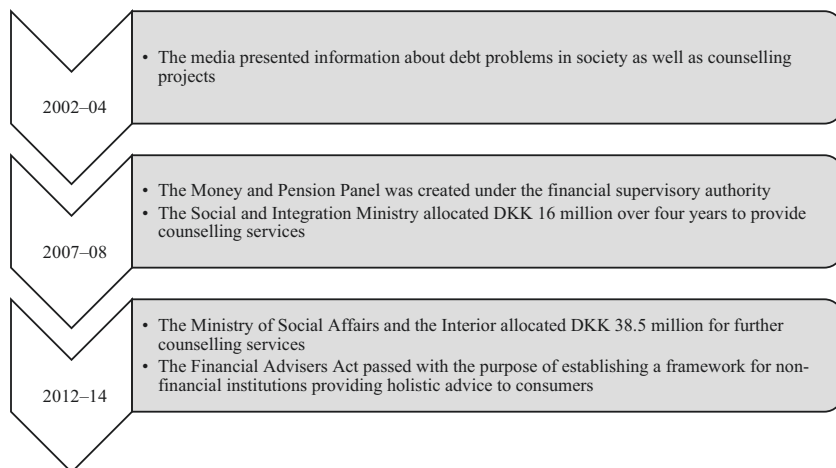 • The media presented information about debt problems in society as well as counselling
projects
2002–04
• The Money and Pension Panel was created under the financial supervisory authority
• The Social and Integration Ministry allocated DKK 16 million over four years to provide
counselling services
2007–08
• The Ministry of Social Affairs and the Interior allocated DKK 38.5 million for further
counselling services
• The Financial Advisers Act passed with the purpose of establishing a framework for non-
financial institutions providing holistic advice to consumers
2012–14